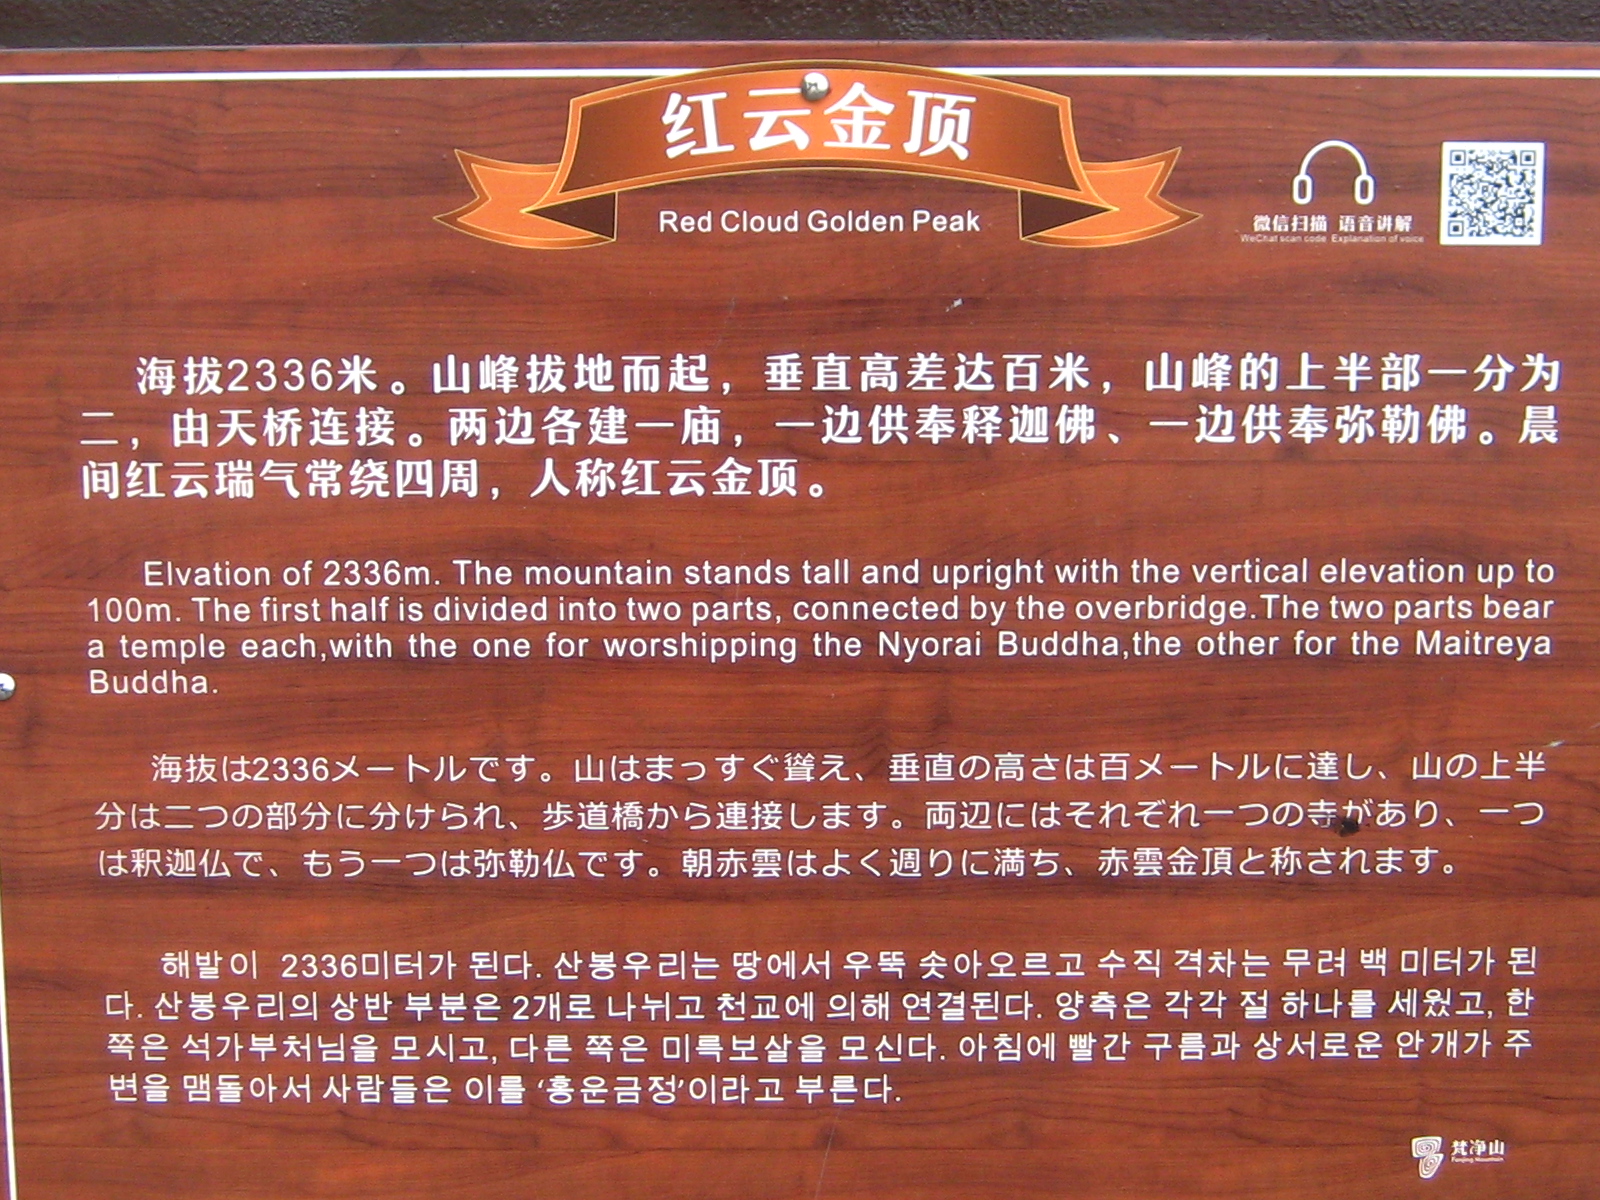 红云金顶
Red Cloud Golden Peak
微信扫描 语音讲解
WeChat scan code Explanation of voice
海拔2336米。山峰拔地而起，垂直高差达百米，山峰的上半部一分为
二，由天桥连接。两边各建一庙，一边供奉释迦佛、一边供奉弥勒佛。晨
间红云瑞气常绕四周，人称红云金顶。
Elvation of 2336m. The mountain stands tall and upright with the vertical elevation up to
100m. The first half is divided into two parts, connected by the overbridge.The two parts bear
a temple each,with the one for worshipping the Nyorai Buddha,the other for the Maitreya
Buddha.
海抜は2336メートルです。山はまっすぐ聳え、垂直の高さは百メートルに達し、山の上半
分は二つの部分に分けられ、歩道橋から連接します。両辺にはそれぞれ一つの寺があり、一つ
は釈迦仏で、もう一つは弥勒仏です。朝赤雲はよく週りに満ち、赤雲金頂と称されます。
해발이 2336미터가 된다. 산봉우리는 땅에서 우뚝 솟아오르고 수직 격차는 무려 백 미터가 된
다. 산봉우리의 상반 부분은 2개로 나뉘고 천교에 의해 연결된다. 양측은 각각 절 하나를 세웠고, 한
쪽은 석가부처님을 모시고, 다른 쪽은 미륵보살을 모신다. 아침에 빨간 구름과 상서로운 안개가 주
변을 맴돌아서 사람들은 이를 ‘홍운금정’이라고 부른다.
梵净山
Fanjing Mountain